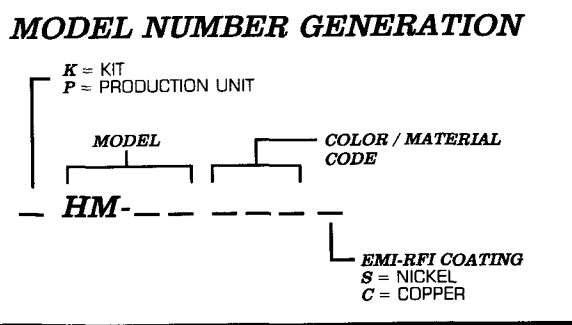 MODEL NUMBER GENERATION
K = KIT
P = PRODUCTION UNIT
MODEL
COLOR / MATERIAL
CODE
_ HM-_ _ _ _ _ _
EMI-RFI COATING
S = NICKEL
C = COPPER